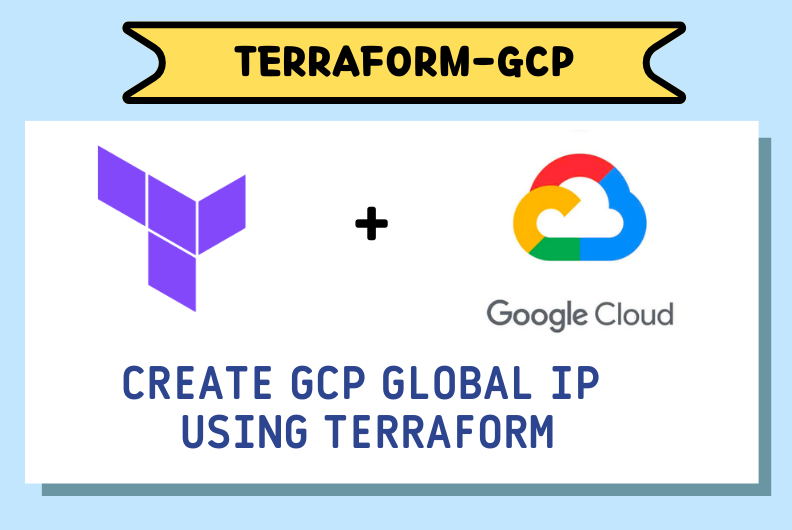 TERRAFORM-GCP
+
Google Cloud
CREATE GCP GLOBAL IP
USING TERRAFORM